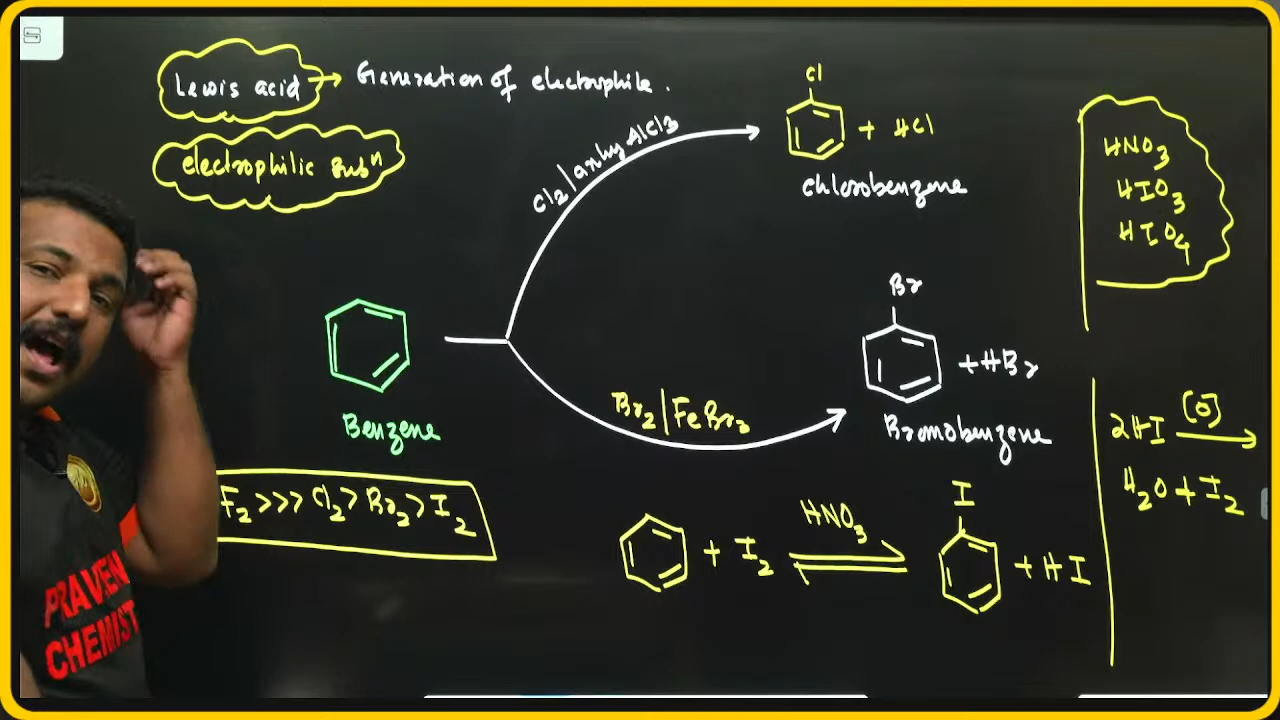 Lewis acid → Generation of electrophile.
electrophilic subⁿ
Cl2 | anhy AlCl3
Cl
+ HCl
chlorobenzene
HNO3
HIO3
HIO4
Benzene
Br2 | FeBr3
Br
+ HBr
Bromobenzene
2HI [O] →
H2O + I2
F2 >>> Cl2 > Br2 > I2
+ I2 ⇌ HNO3
I
+ HI
PRAVEEN
CHEMIST